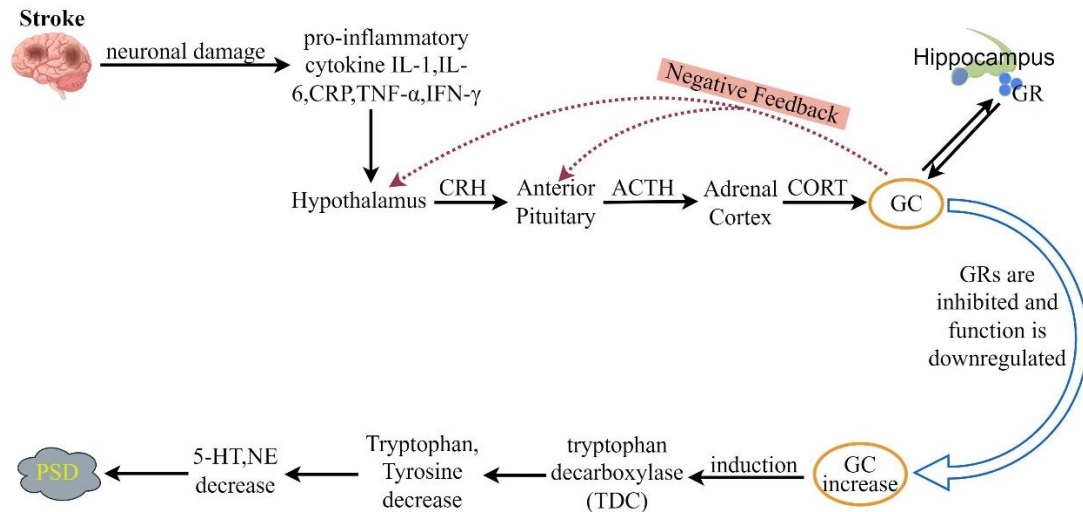 Stroke
neuronal damage
pro-inflammatory
cytokine IL-1,IL-
6,CRP,TNF-α,IFN-γ
Negative Feedback
Hippocampus
GR
Hypothalamus
CRH
Anterior
Pituitary
ACTH
Adrenal
Cortex
CORT
GC
GRs are
inhibited and
function is
downregulated
GC
increase
induction
tryptophan
decarboxylase
(TDC)
Tryptophan,
Tyrosine
decrease
5-HT,NE
decrease
PSD